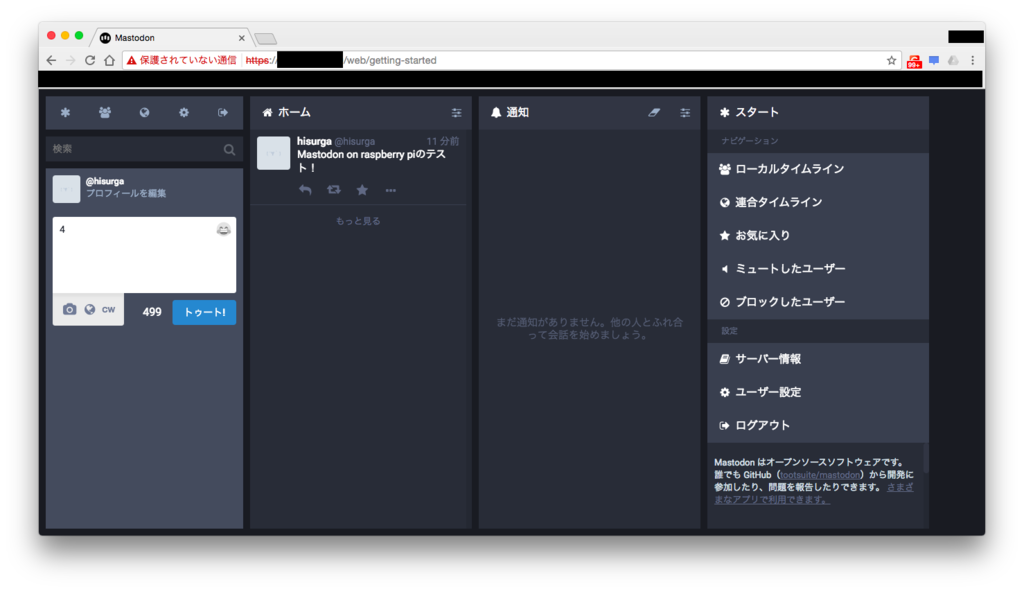 Mastodon
保護されていない通信 https:/ /web/getting-started
99+
検索
@hisurga
プロフィールを編集
4
CW
499
トゥート!
ホーム
hisurga @hisurga 11 分前
Mastodon on raspberry piのテス
ト！
もっと見る
通知
まだ通知がありません。他の人とふれ合
って会話を始めましょう。
スタート
ナビゲーション
ローカルタイムライン
連合タイムライン
お気に入り
ミュートしたユーザー
ブロックしたユーザー
設定
サーバー情報
ユーザー設定
ログアウト
Mastodon はオープンソースソフトウェアです。
誰でも GitHub（tootsuite/mastodon）から開発に
参加したり、問題を報告したりできます。 さまざ
まなアプリで利用できます。